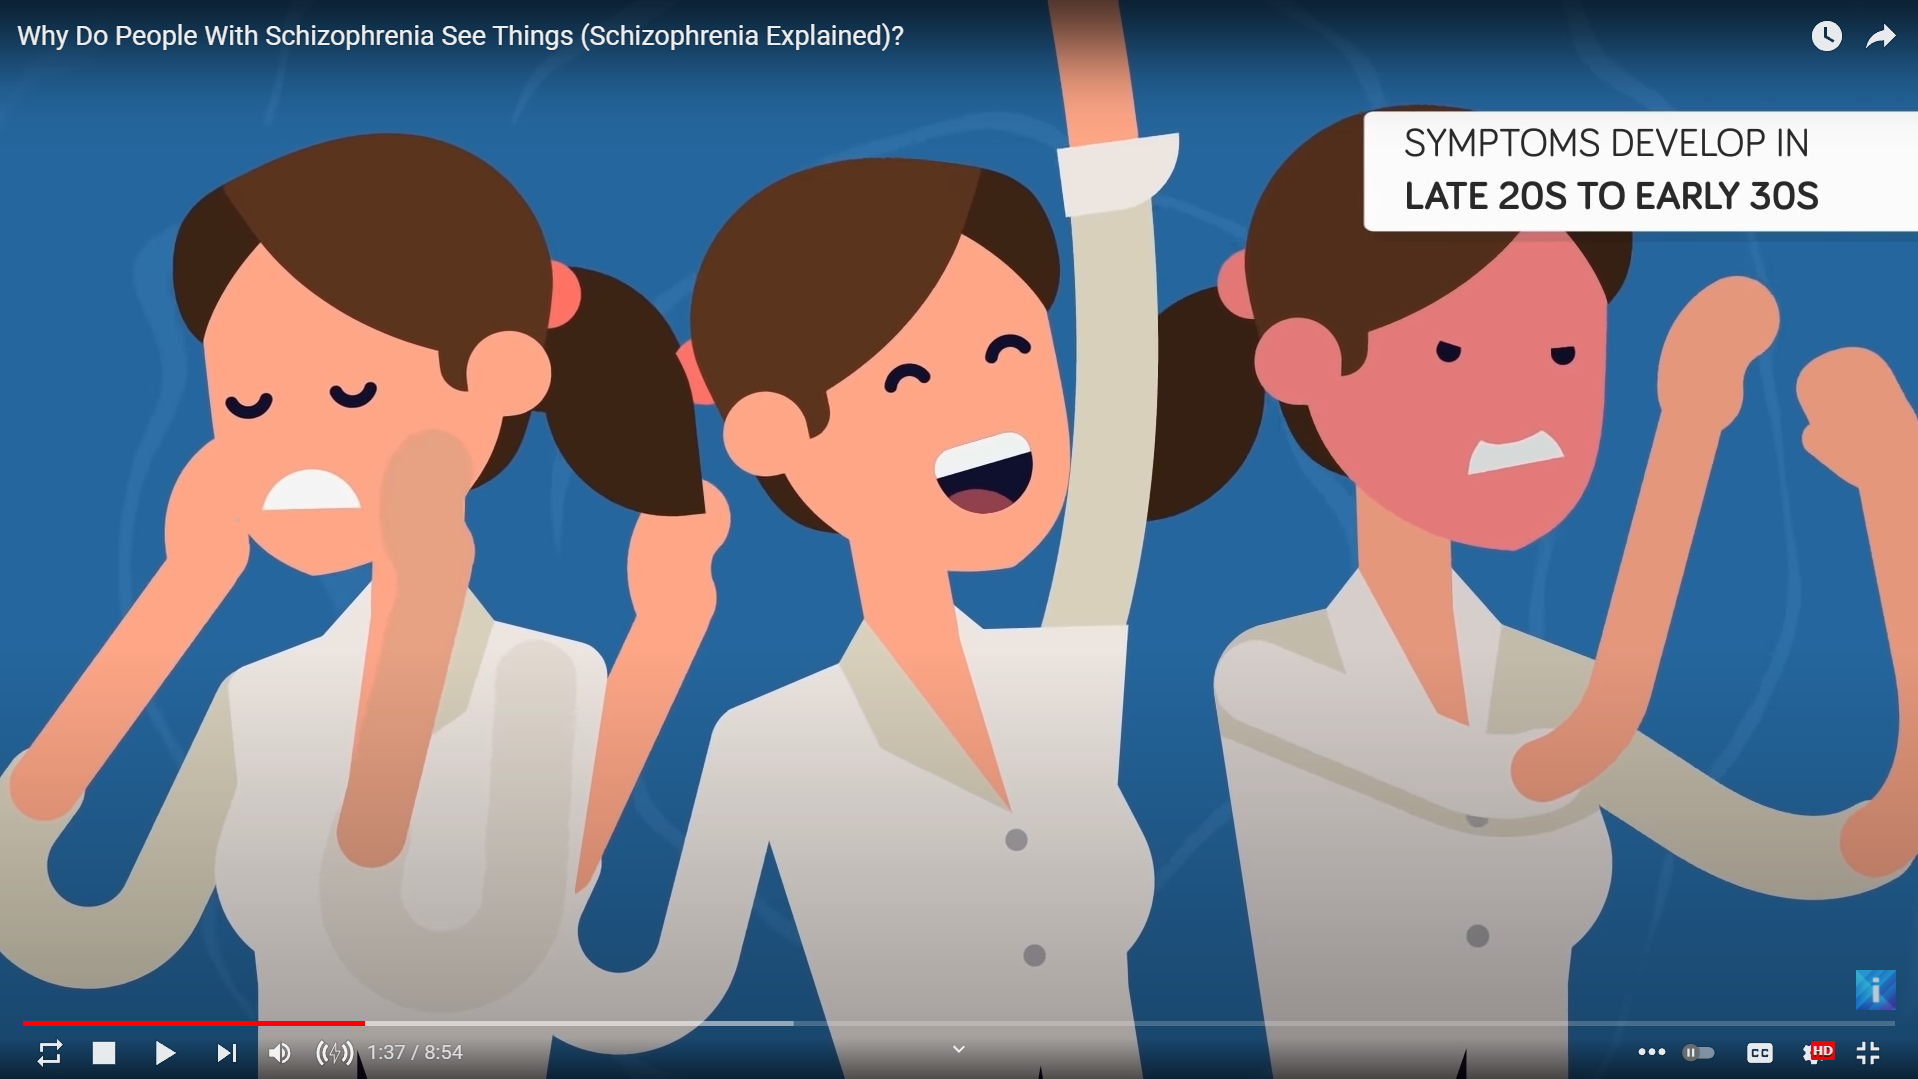 Why Do People With Schizophrenia See Things (Schizophrenia Explained)?
SYMPTOMS DEVELOP IN
LATE 20S TO EARLY 30S
i
1:37 / 8:54
CC
HD